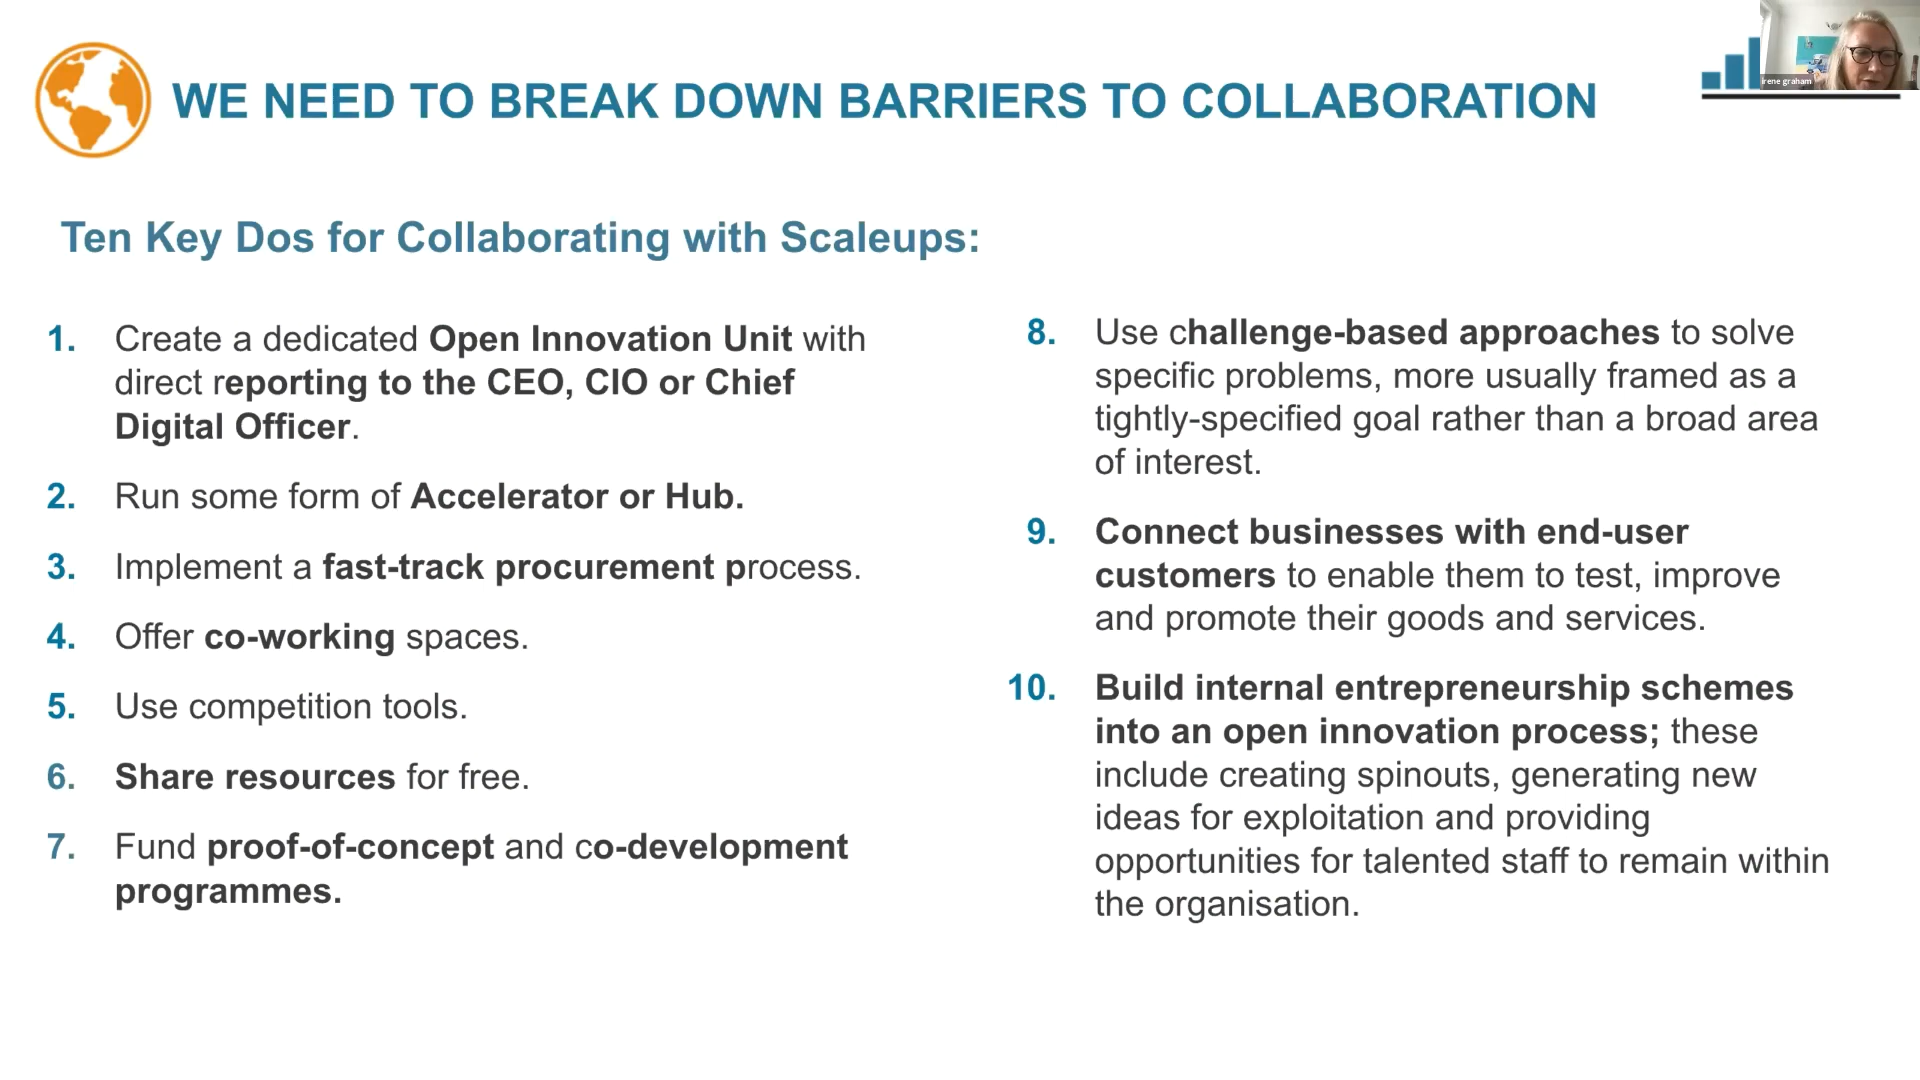 WE NEED TO BREAK DOWN BARRIERS TO COLLABORATION
irene graham
Ten Key Dos for Collaborating with Scaleups:
1. Create a dedicated Open Innovation Unit with
direct reporting to the CEO, CIO or Chief
Digital Officer.
2. Run some form of Accelerator or Hub.
3. Implement a fast-track procurement process.
4. Offer co-working spaces.
5. Use competition tools.
6. Share resources for free.
7. Fund proof-of-concept and co-development
programmes.
8. Use challenge-based approaches to solve
specific problems, more usually framed as a
tightly-specified goal rather than a broad area
of interest.
9. Connect businesses with end-user
customers to enable them to test, improve
and promote their goods and services.
10. Build internal entrepreneurship schemes
into an open innovation process; these
include creating spinouts, generating new
ideas for exploitation and providing
opportunities for talented staff to remain within
the organisation.